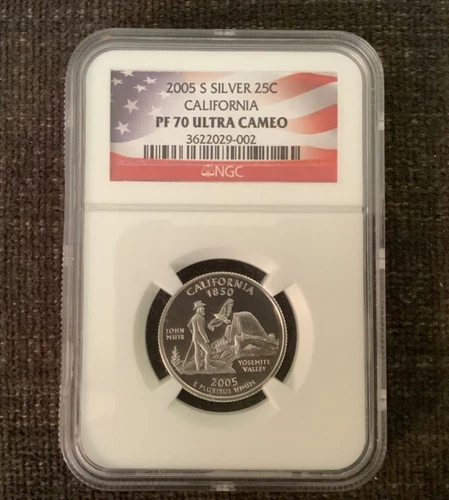 2005 S SILVER 25C
CALIFORNIA
PF 70 ULTRA CAMEO
3622029-002
NGC
CALIFORNIA
1850
JOHN
MUIR
YOSEMITE
VALLEY
2005
E PLURIBUS UNUM